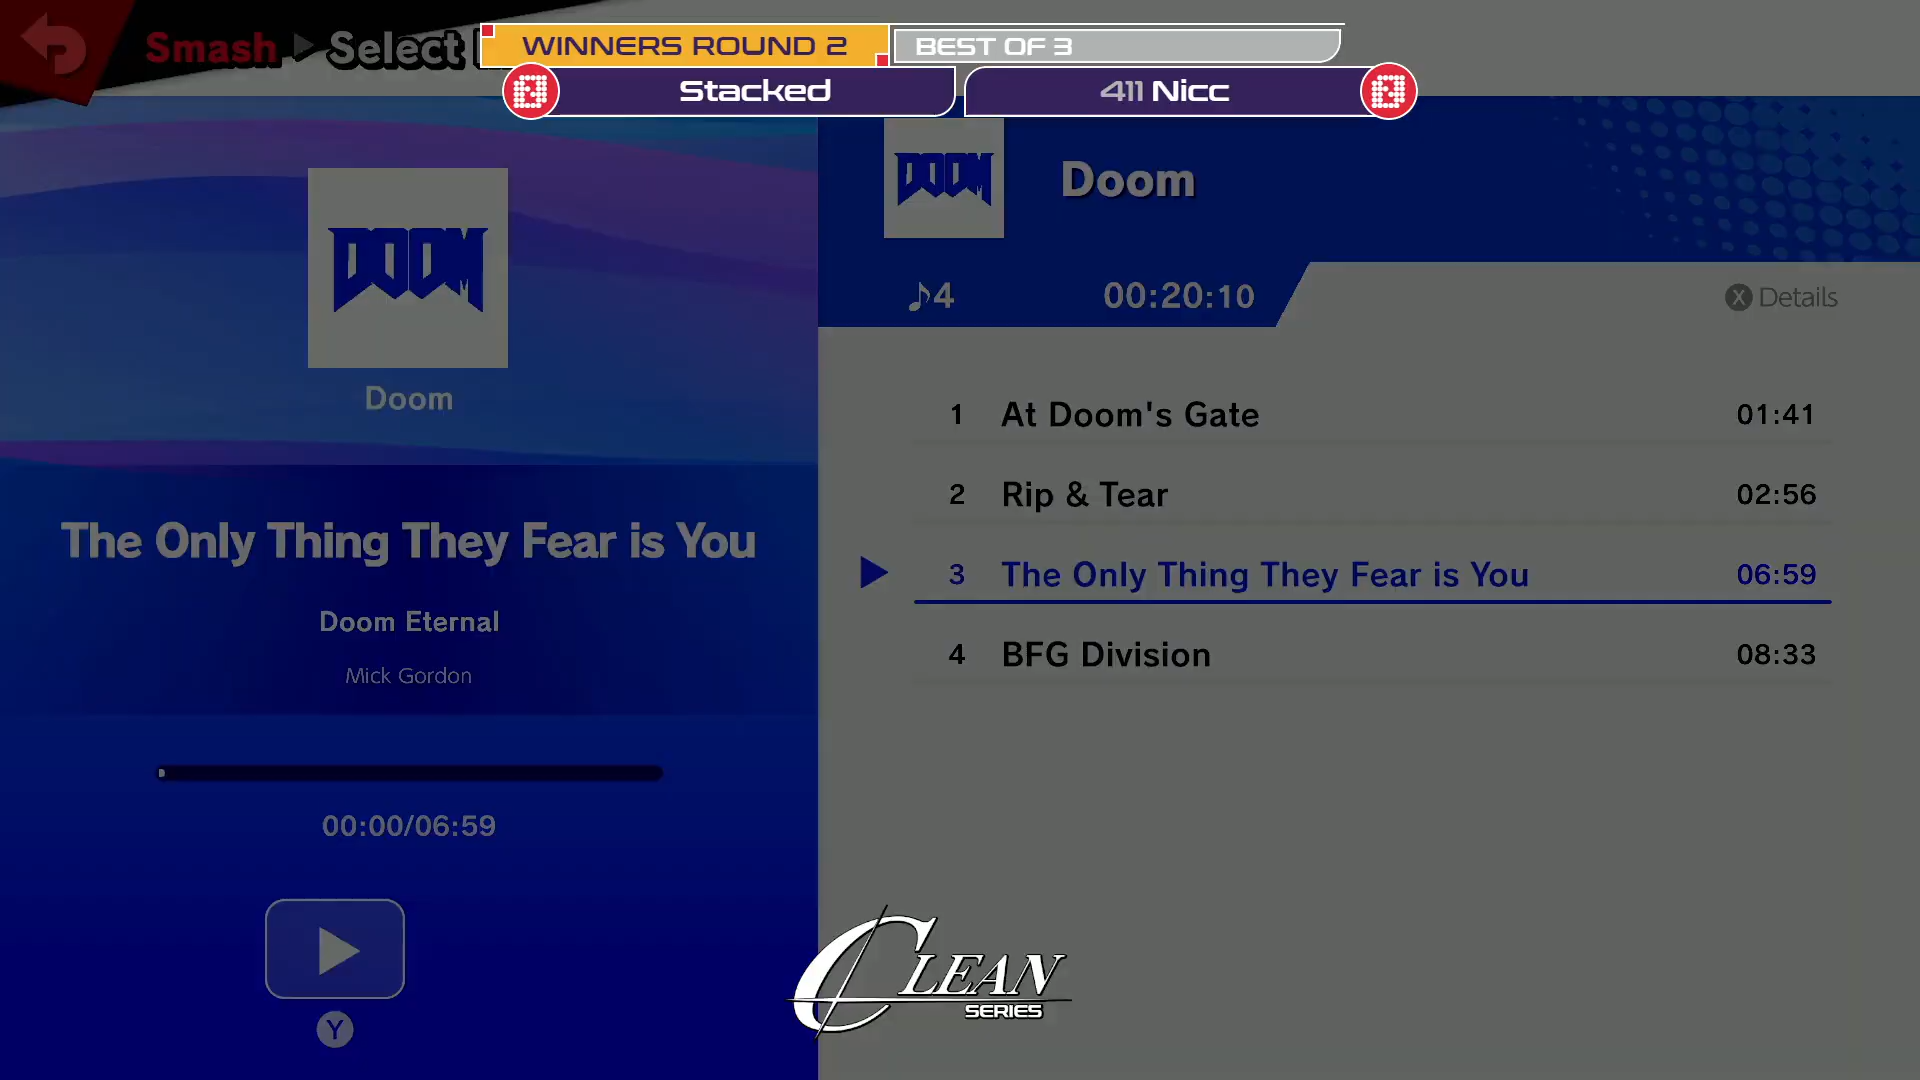 Smash ▶ Select
WINNERS ROUND 2
BEST OF 3
Stacked
411 Nicc
DOOM
Doom
The Only Thing They Fear is You
Doom Eternal
Mick Gordon
00:00/06:59
Y
DOOM
Doom
♪4 00:20:10
X Details
1 At Doom's Gate 01:41
2 Rip & Tear 02:56
3 The Only Thing They Fear is You 06:59
4 BFG Division 08:33
CLEAN
SERIES